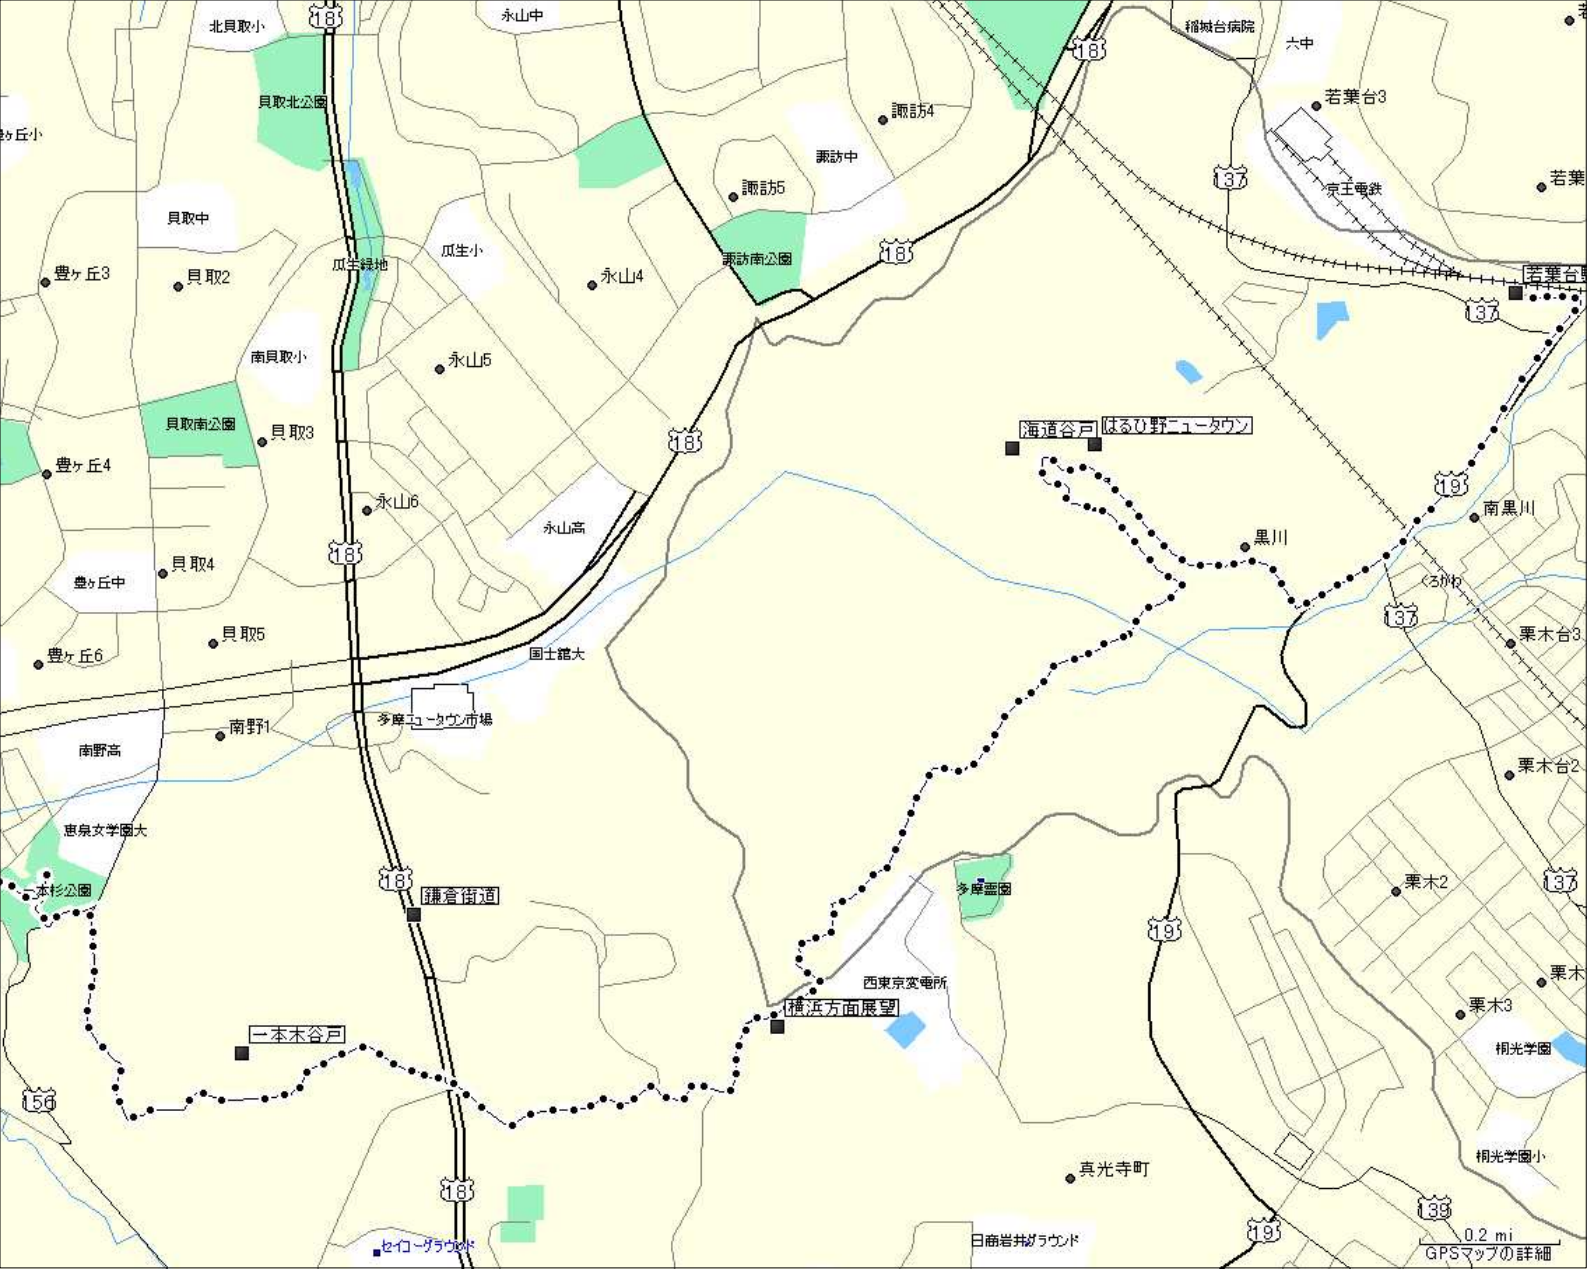 18
北貝取小
永山中
稲城台病院
六中
18
貝取北公園
諏訪4
若葉台3
諏訪中
137
若葉
京王電鉄
諏訪5
貝取中
瓜生小
18
諏訪南公園
瓜生緑地
豊ヶ丘3
貝取2
永山4
137
南貝取小
永山5
貝取南公園
貝取3
18
海道谷戸
はるひ野ニュータウン
豊ヶ丘4
19
永山6
南黒川
永山高
黒川
18
貝取4
豊ヶ丘中
くろかわ
137
貝取5
栗木台3
豊ヶ丘6
国士舘大
多摩ニュータウン市場
南野1
南野高
栗木台2
恵泉女学園大
18
本杉公園
鎌倉街道
多摩霊園
栗木2
137
19
西東京変電所
栗木
横浜方面展望
栗木3
一本木谷戸
桐光学園
156
桐光学園小
真光寺町
18
139
19
セイコーグラウンド
日商岩井グラウンド
0.2 mi
GPSマップの詳細